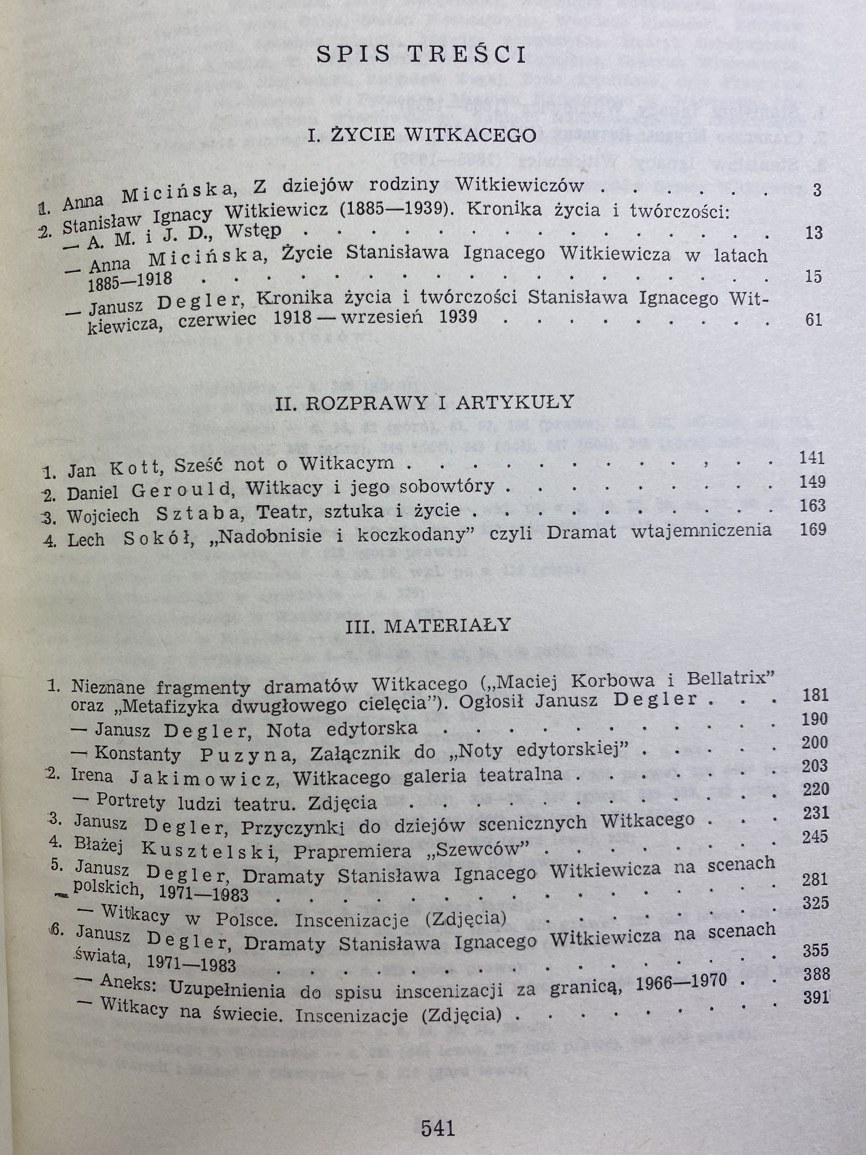 SPIS TREŚCI
I. ŻYCIE WITKACEGO
1. Anna Micińska, Z dziejów rodziny Witkiewiczów . . . . . . 3
2. Stanisław Ignacy Witkiewicz (1885—1939). Kronika życia i twórczości:
— A. M. i J. D., Wstęp . . . . . . . . . . . . . . . . . 13
— Anna Micińska, Życie Stanisława Ignacego Witkiewicza w latach
1885—1918 . . . . . . . . . . . . . . . . . . . . . 15
— Janusz Degler, Kronika życia i twórczości Stanisława Ignacego Wit-
kiewicza, czerwiec 1918 — wrzesień 1939 . . . . . . . . . 61
II. ROZPRAWY I ARTYKUŁY
1. Jan Kott, Sześć not o Witkacym . . . . . . . . . . , . . 141
2. Daniel Gerould, Witkacy i jego sobowtóry . . . . . . . . . 149
3. Wojciech Sztaba, Teatr, sztuka i życie . . . . . . . . . . 163
4. Lech Sokół, „Nadobnisie i koczkodany” czyli Dramat wtajemniczenia 169
III. MATERIAŁY
1. Nieznane fragmenty dramatów Witkacego („Maciej Korbowa i Bellatrix”
oraz „Metafizyka dwugłowego cielęcia”). Ogłosił Janusz Degler . . . 181
— Janusz Degler, Nota edytorska . . . . . . . . . . . . 190
— Konstanty Puzyna, Załącznik do „Noty edytorskiej” . . . . . 200
2. Irena Jakimowicz, Witkacego galeria teatralna . . . . . . . 203
— Portrety ludzi teatru. Zdjęcia . . . . . . . . . . . . . 220
3. Janusz Degler, Przyczynki do dziejów scenicznych Witkacego . . . 231
4. Błażej Kusztelski, Prapremiera „Szewców” . . . . . . . . 245
5. Janusz Degler, Dramaty Stanisława Ignacego Witkiewicza na scenach
polskich, 1971—1983 . . . . . . . . . . . . . . . . . 281
— Witkacy w Polsce. Inscenizacje (Zdjęcia) . . . . . . . . . 325
6. Janusz Degler, Dramaty Stanisława Ignacego Witkiewicza na scenach
świata, 1971—1983 . . . . . . . . . . . . . . . . . 355
— Aneks: Uzupełnienia do spisu inscenizacji za granicą, 1966—1970 . . 388
— Witkacy na świecie. Inscenizacje (Zdjęcia) . . . . . . . . . 391
541